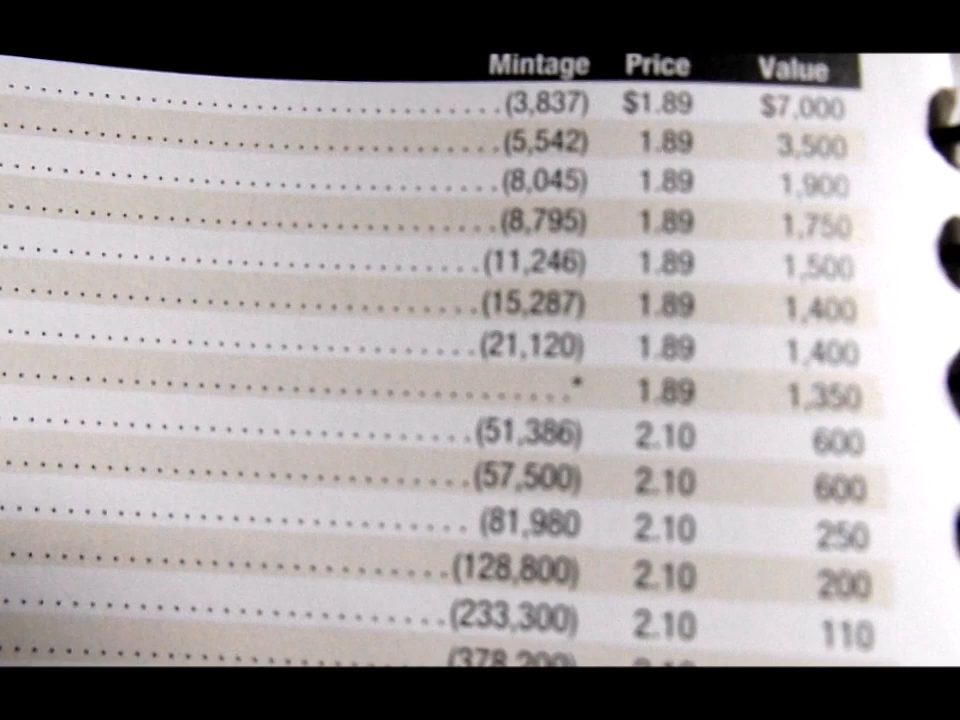 Mintage Price Value
(3,837) $1.89 $7,000
(5,542) 1.89 3,500
(8,045) 1.89 1,900
(8,795) 1.89 1,750
(11,246) 1.89 1,500
(15,287) 1.89 1,400
(21,120) 1.89 1,400
* 1.89 1,350
(51,386) 2.10 600
(57,500) 2.10 600
(81,980 2.10 250
(128,800) 2.10 200
(233,300) 2.10 110
(378,200)